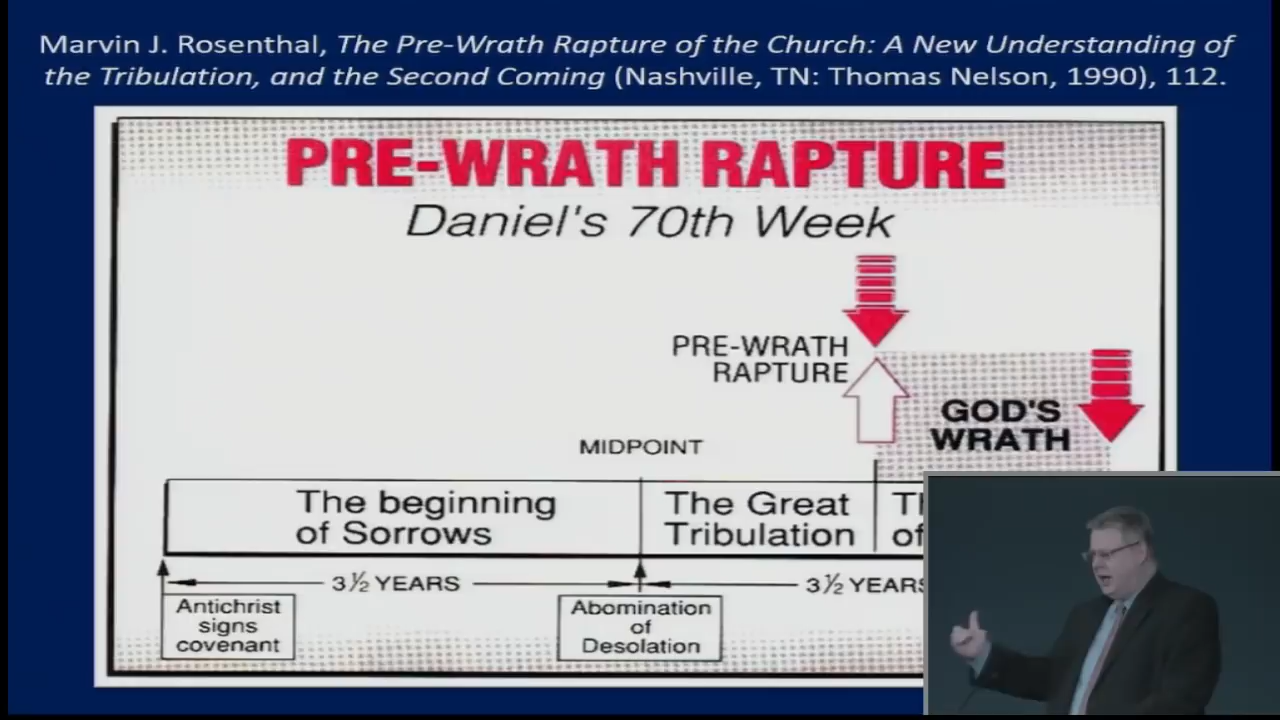 Marvin J. Rosenthal, The Pre-Wrath Rapture of the Church: A New Understanding of
the Tribulation, and the Second Coming (Nashville, TN: Thomas Nelson, 1990), 112.
PRE-WRATH RAPTURE
Daniel's 70th Week
PRE-WRATH
RAPTURE
GOD'S
WRATH
MIDPOINT
The beginning
of Sorrows
The Great
Tribulation
of
3½ YEARS
3½ YEARS
Antichrist
signs
covenant
Abomination
of
Desolation